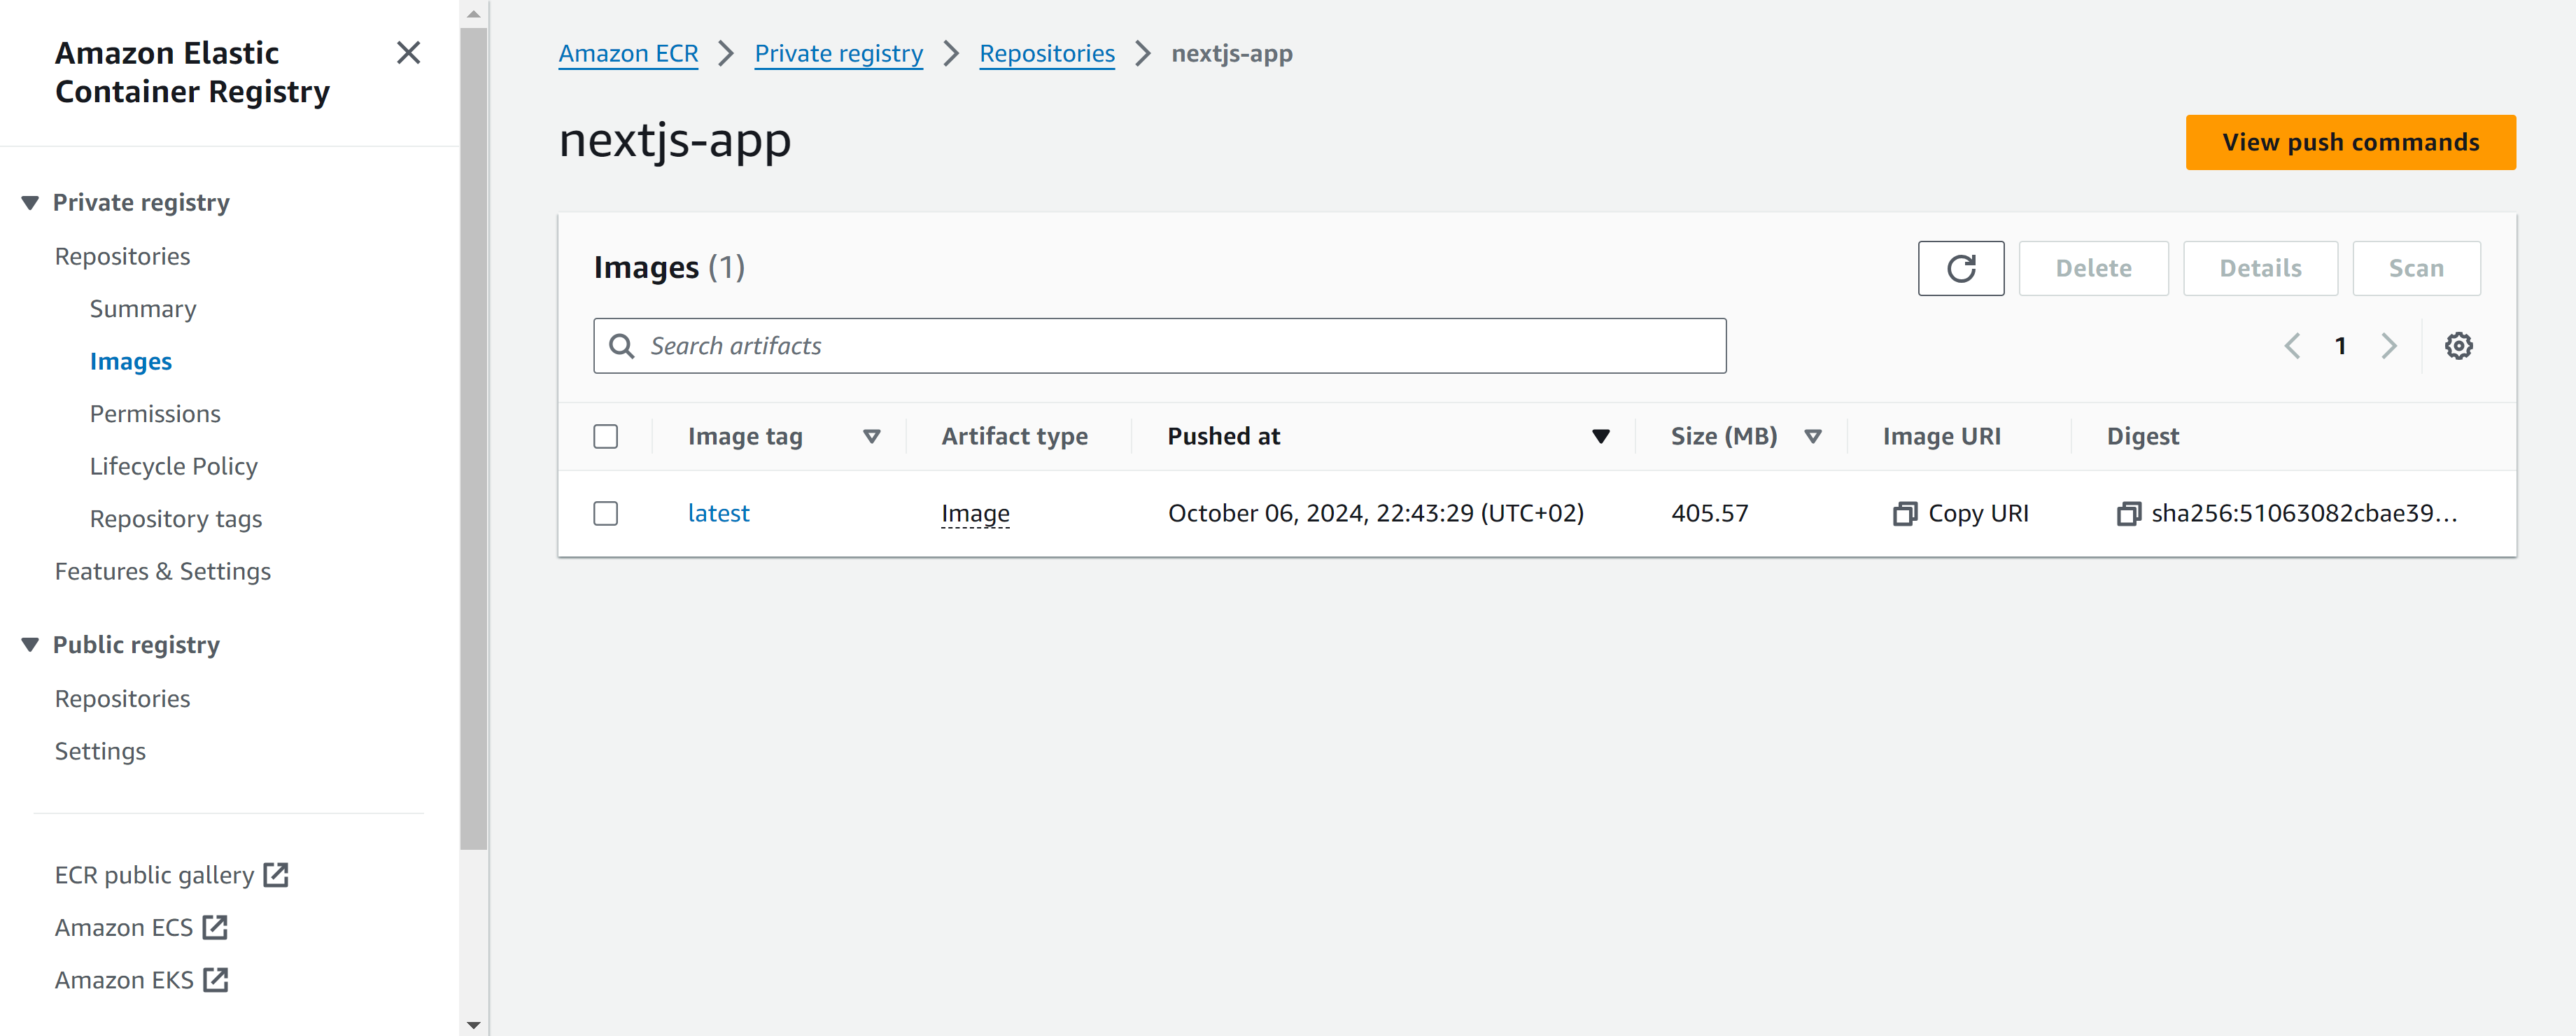 Amazon Elastic
Container Registry
Private registry
Repositories
Summary
Images
Permissions
Lifecycle Policy
Repository tags
Features & Settings
Public registry
Repositories
Settings
ECR public gallery
Amazon ECS
Amazon EKS
Amazon ECR Private registry Repositories nextjs-app
nextjs-app
View push commands
Images (1)
Delete Details Scan
Search artifacts
1
Image tag Artifact type Pushed at Size (MB) Image URI Digest
latest Image October 06, 2024, 22:43:29 (UTC+02) 405.57 Copy URI sha256:51063082cbae39...